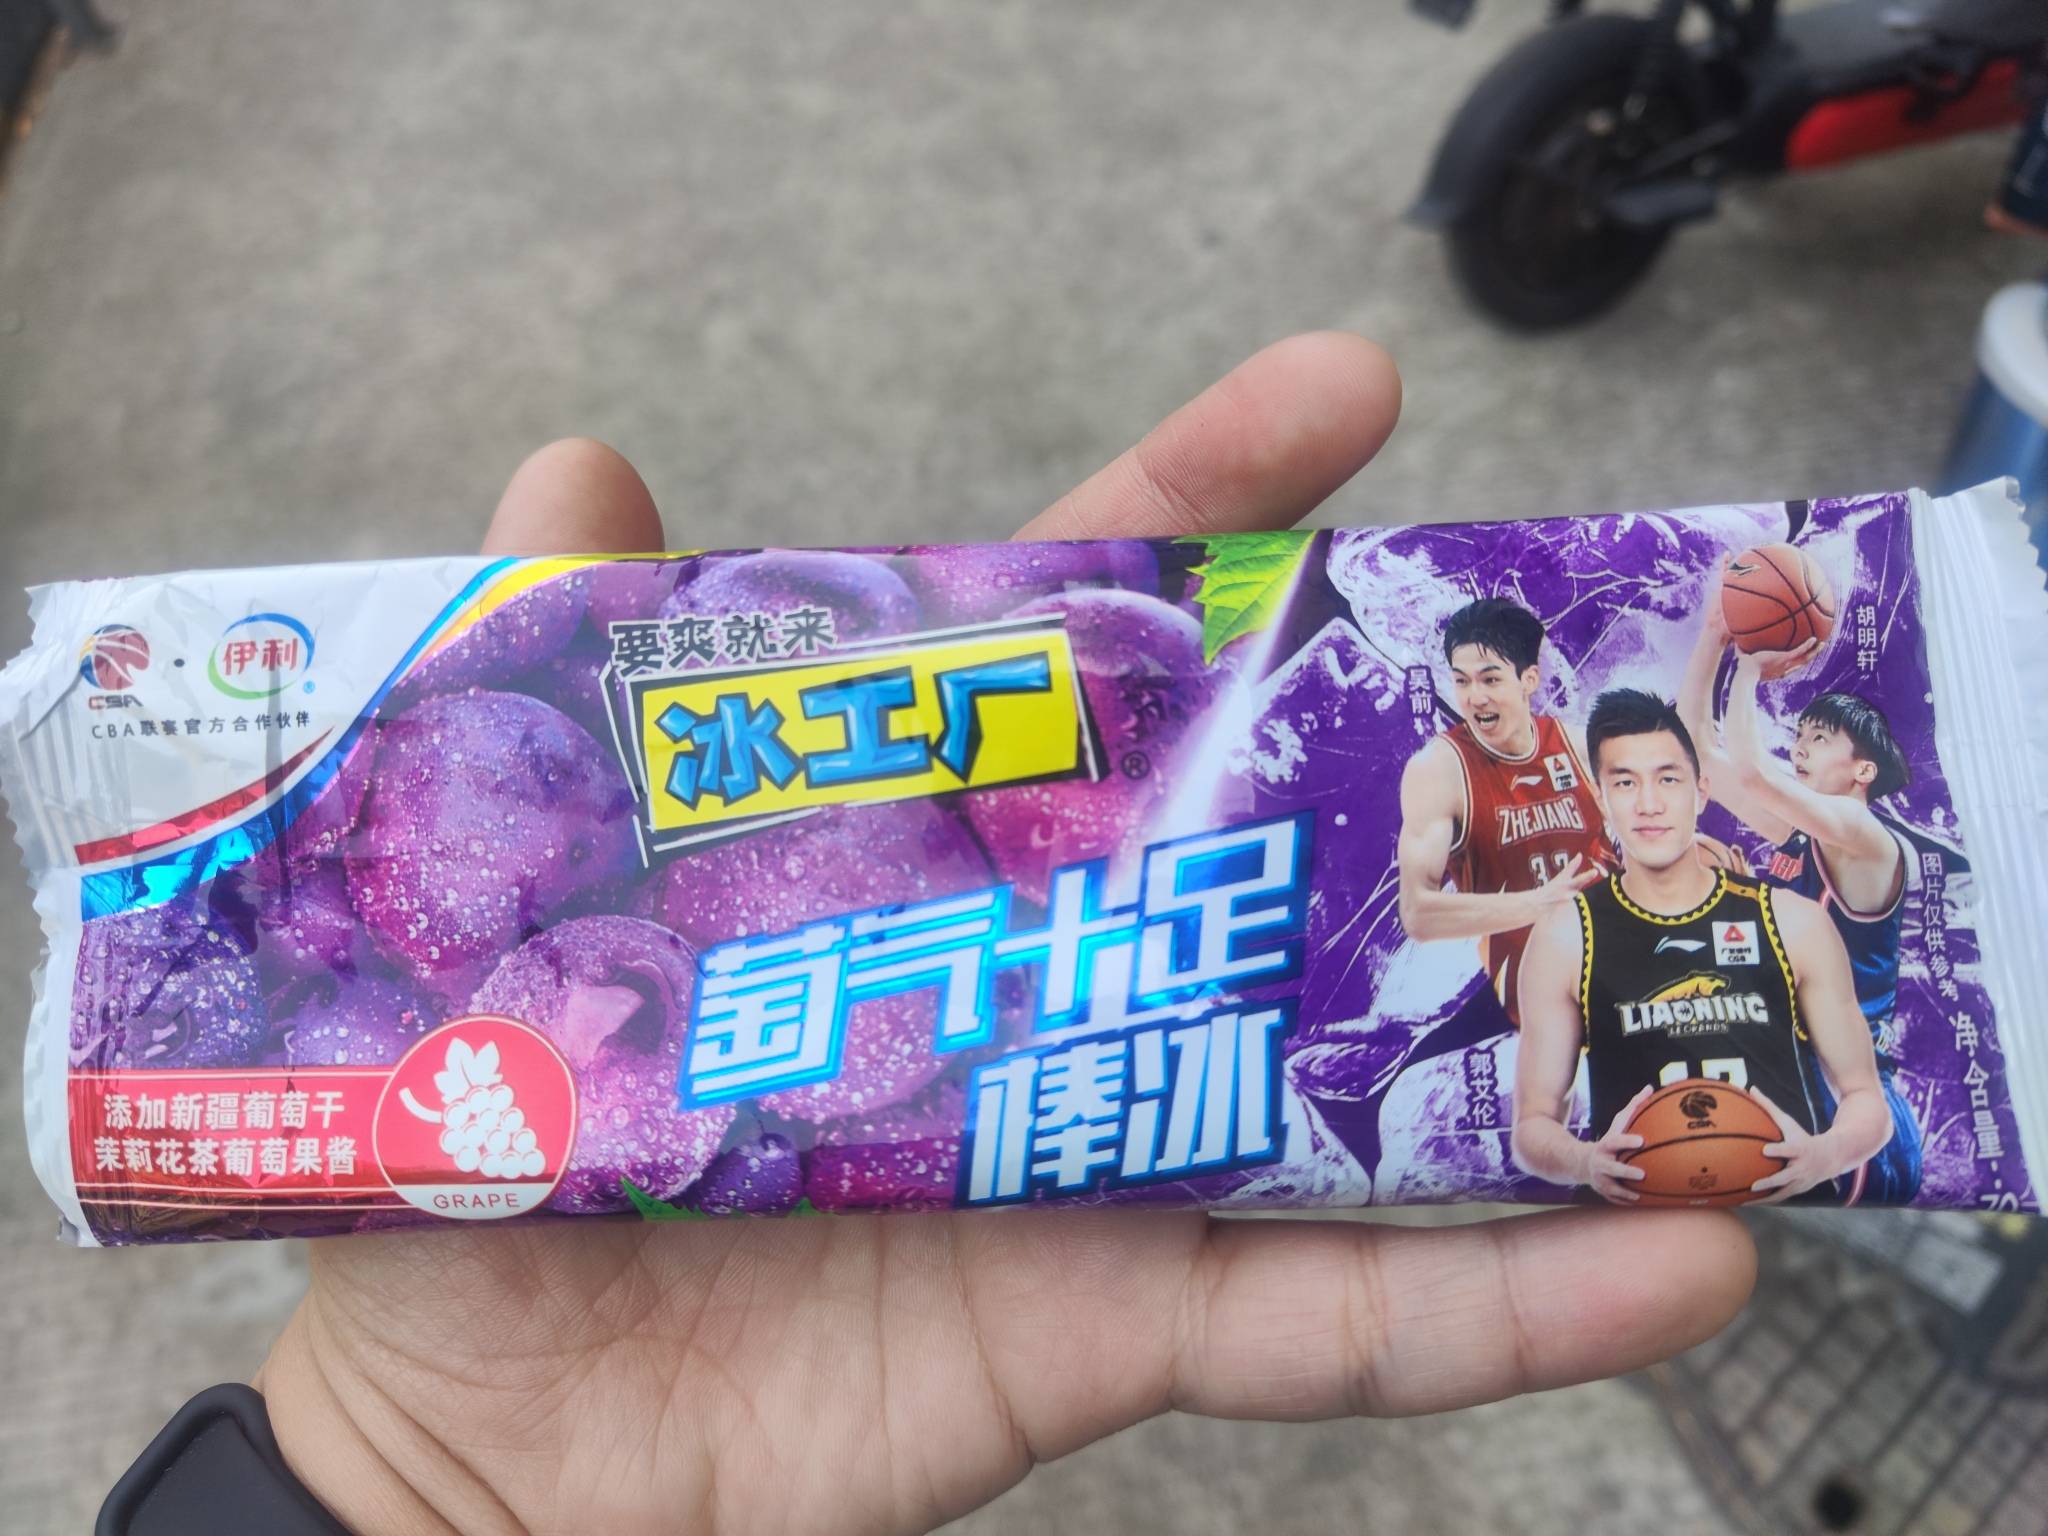 CBA
伊利
CBA联赛官方合作伙伴
要爽就来
冰工厂
萄气十足
棒冰
添加新疆葡萄干
茉莉花茶葡萄果酱
GRAPE
吴前
胡明轩
郭艾伦
ZHEJIANG
LIAONING
LEOPARDS
CBA
图片仅供参考
净含量:70